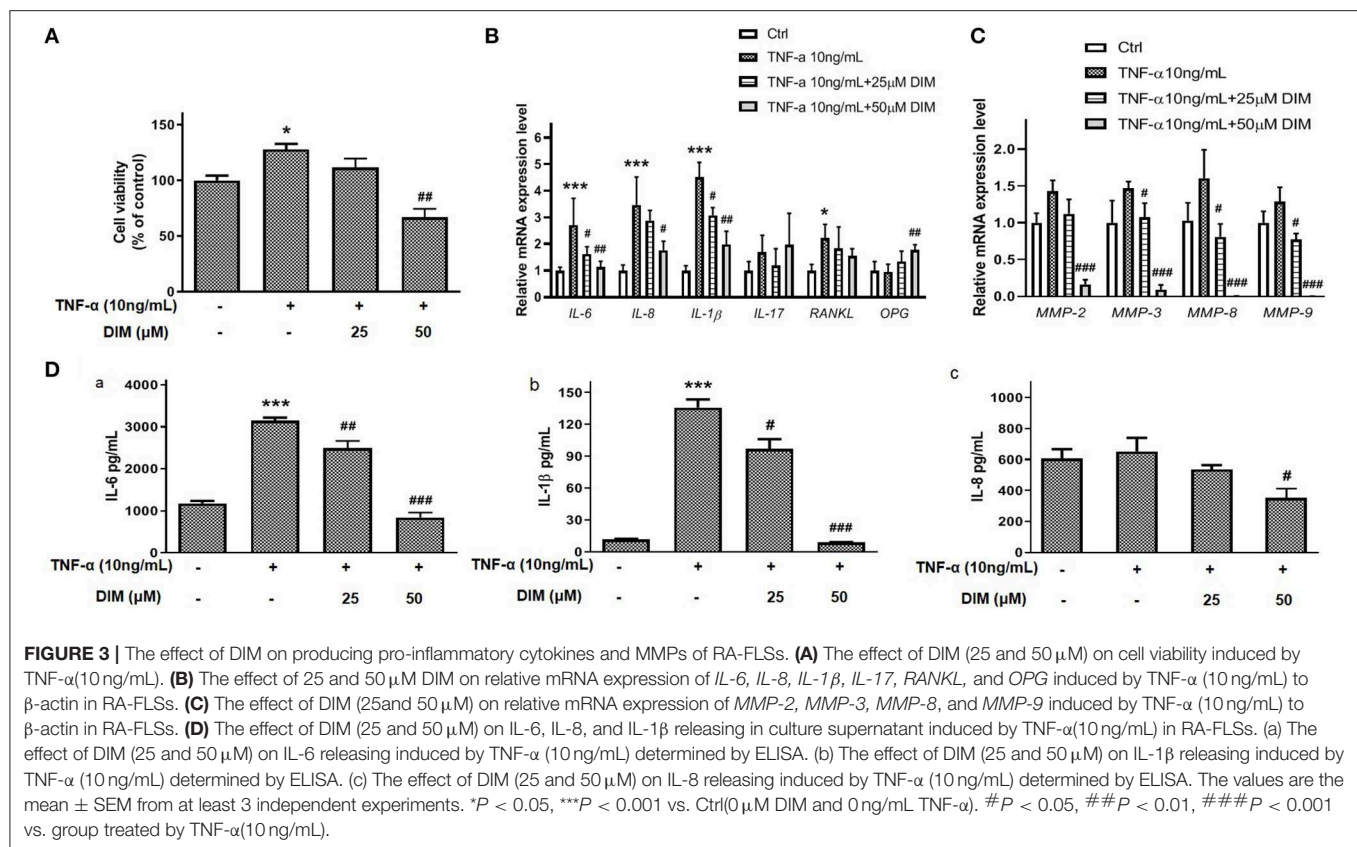 A
Cell viability
(% of control)
150
100
50
0
*
##
TNF-α (10ng/mL) - + + +
DIM (μM) - - 25 50
B
Ctrl
TNF-a 10ng/mL
TNF-a 10ng/mL+25μM DIM
TNF-a 10ng/mL+50μM DIM
Relative mRNA expression level
6
5
4
3
2
1
0
*** # ## *** # *** # ## * ##
IL-6 IL-8 IL-1β IL-17 RANKL OPG
C
Ctrl
TNF-α10ng/mL
TNF-α10ng/mL+25μM DIM
TNF-α10ng/mL+50μM DIM
Relative mRNA expression level
2.0
1.5
1.0
0.5
0.0
### # ### # ### # ###
MMP-2 MMP-3 MMP-8 MMP-9
D
a
IL-6 pg/mL
4000
3000
2000
1000
0
***
##
###
TNF-α (10ng/mL) - + + +
DIM (μM) - - 25 50
b
IL-1β pg/mL
150
120
90
60
30
0
***
#
###
TNF-α (10ng/mL) - + + +
DIM (μM) - - 25 50
c
IL-8 pg/mL
1000
800
600
400
200
0
#
TNF-α (10ng/mL) - + + +
DIM (μM) - - 25 50
FIGURE 3 | The effect of DIM on producing pro-inflammatory cytokines and MMPs of RA-FLSs. (A) The effect of DIM (25 and 50 μM) on cell viability induced by
TNF-α(10 ng/mL). (B) The effect of 25 and 50 μM DIM on relative mRNA expression of IL-6, IL-8, IL-1β, IL-17, RANKL, and OPG induced by TNF-α (10 ng/mL) to
β-actin in RA-FLSs. (C) The effect of DIM (25and 50 μM) on relative mRNA expression of MMP-2, MMP-3, MMP-8, and MMP-9 induced by TNF-α (10 ng/mL) to
β-actin in RA-FLSs. (D) The effect of DIM (25 and 50 μM) on IL-6, IL-8, and IL-1β releasing in culture supernatant induced by TNF-α(10 ng/mL) in RA-FLSs. (a) The
effect of DIM (25 and 50 μM) on IL-6 releasing induced by TNF-α (10 ng/mL) determined by ELISA. (b) The effect of DIM (25 and 50 μM) on IL-1β releasing induced by
TNF-α (10 ng/mL) determined by ELISA. (c) The effect of DIM (25 and 50 μM) on IL-8 releasing induced by TNF-α (10 ng/mL) determined by ELISA. The values are the
mean ± SEM from at least 3 independent experiments. *P < 0.05, ***P < 0.001 vs. Ctrl(0 μM DIM and 0 ng/mL TNF-α). #P < 0.05, ##P < 0.01, ###P < 0.001
vs. group treated by TNF-α(10 ng/mL).